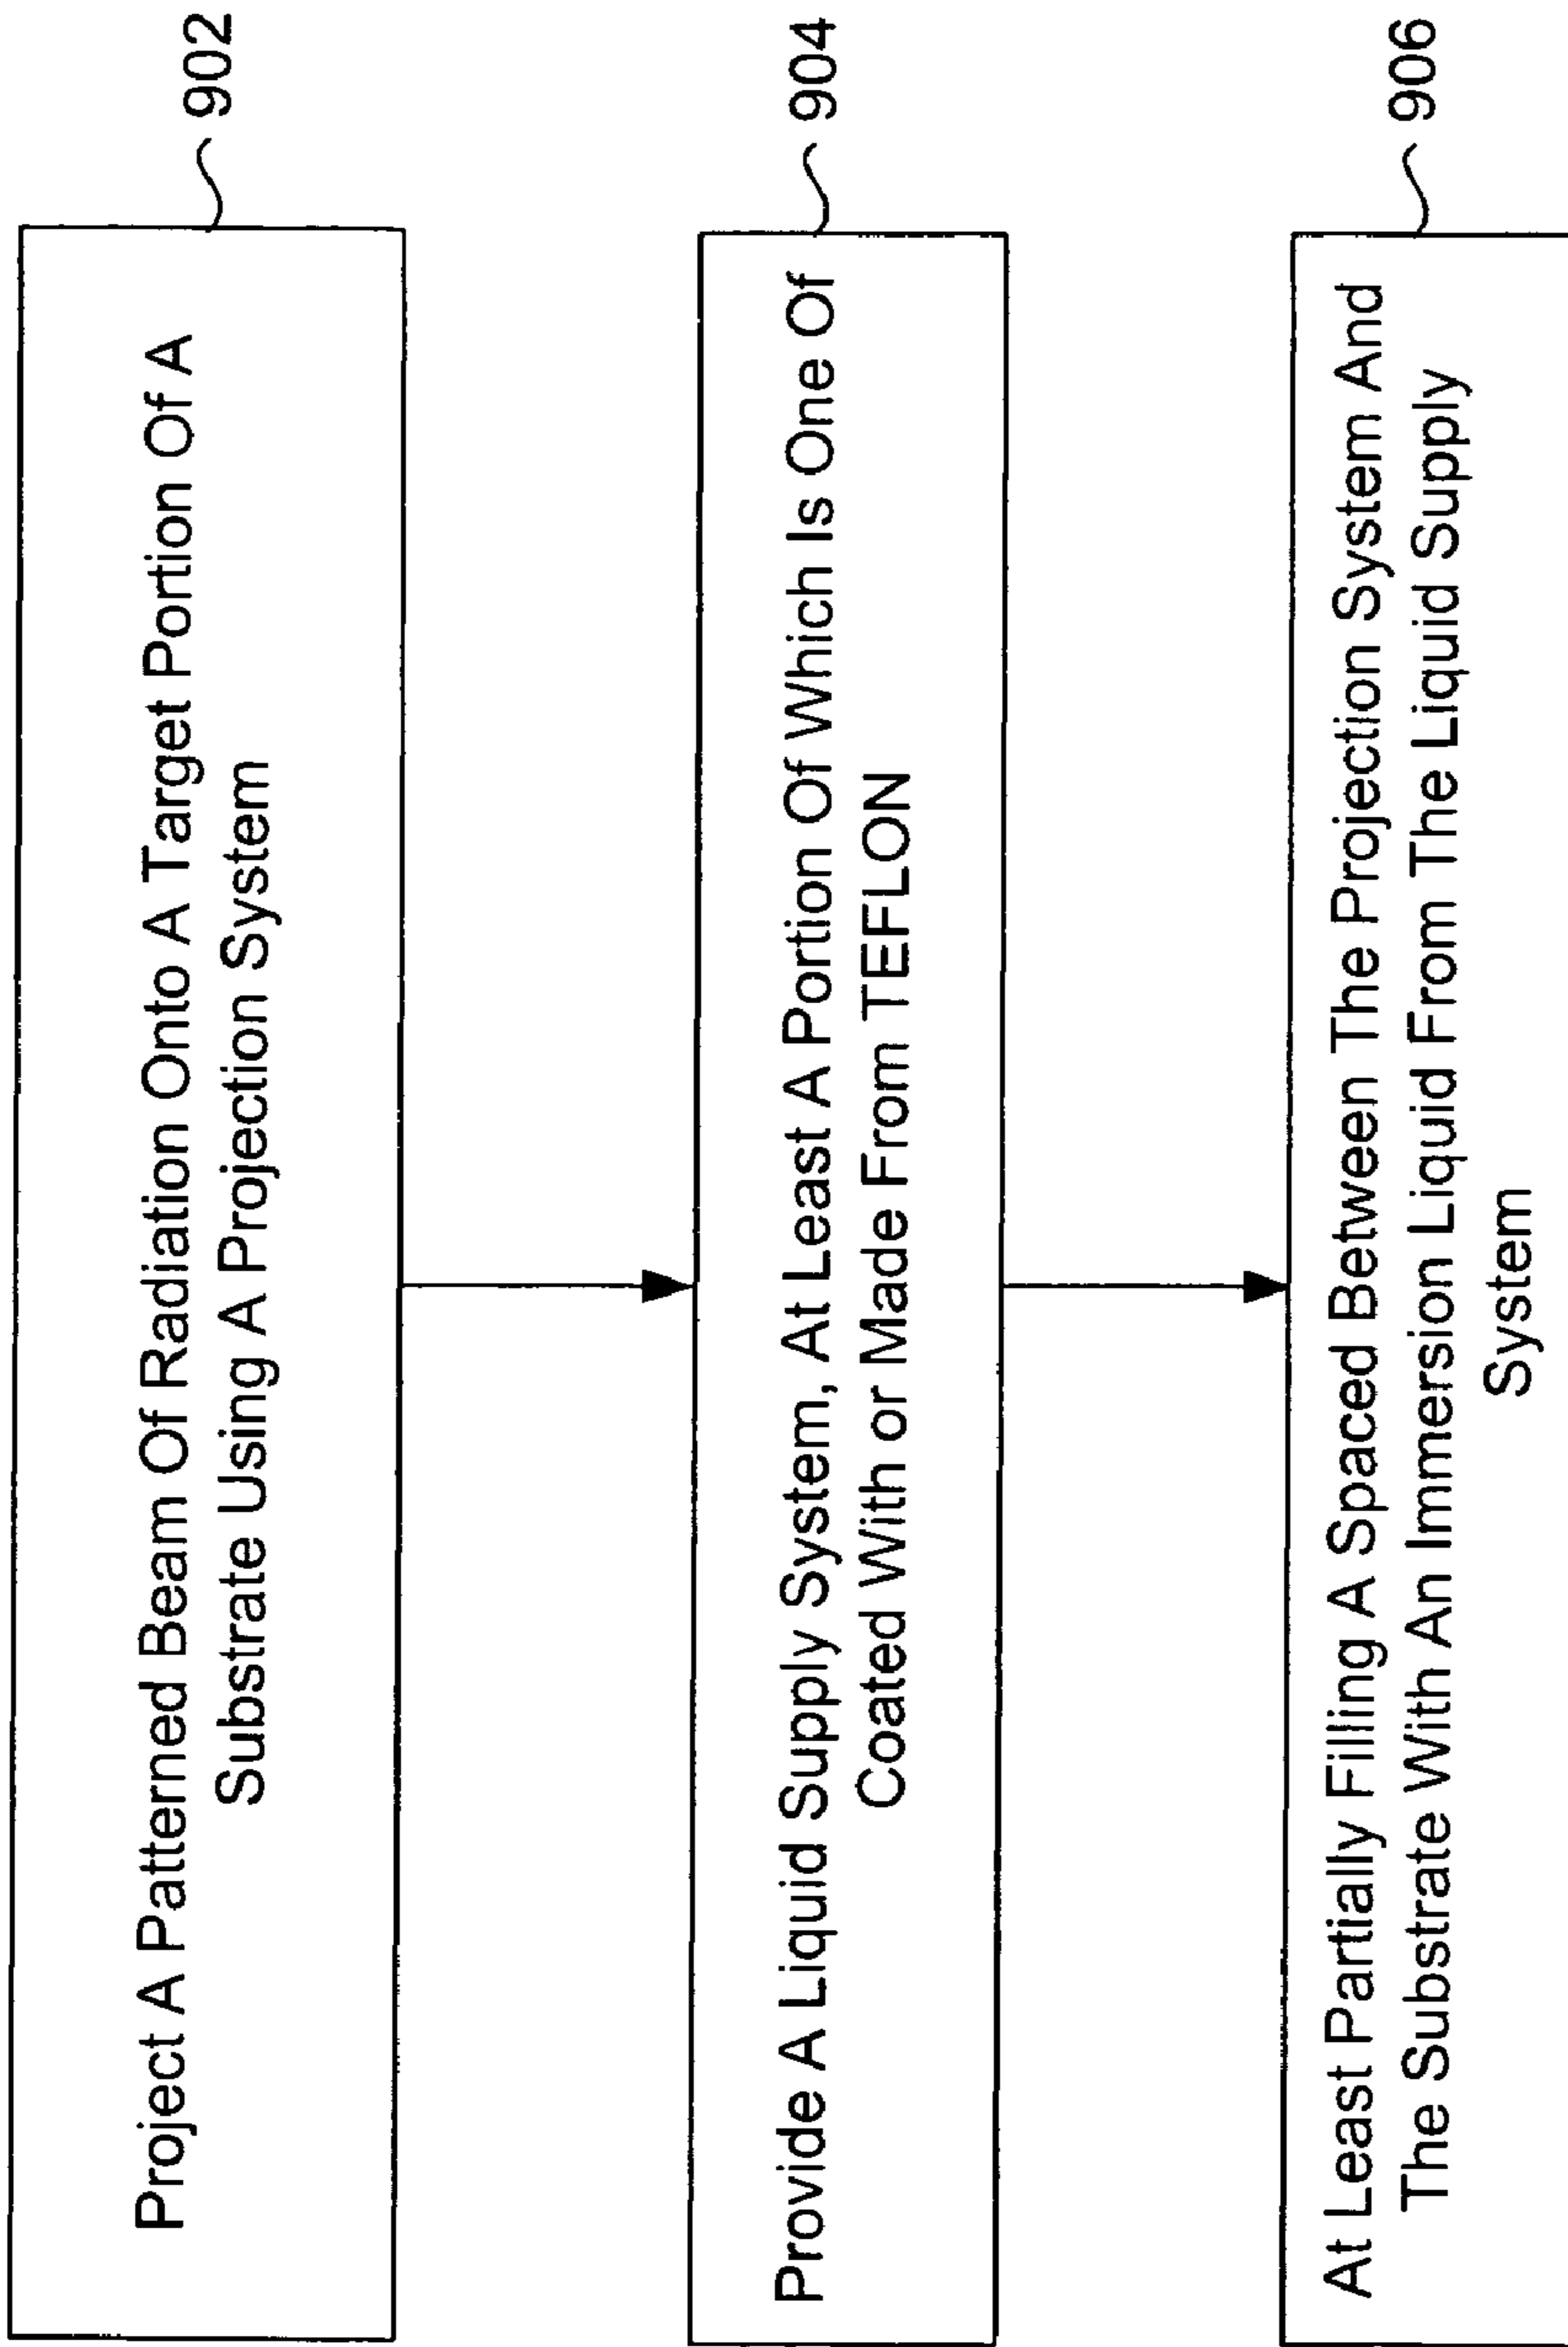 Project A Patterned Beam Of Radiation Onto A Target Portion Of A
Substrate Using A Projection System
902
Provide A Liquid Supply System, At Least A Portion Of Which Is One Of
Coated With or Made From TEFLON
904
At Least Partially Filling A Spaced Between The Projection System And
The Substrate With An Immersion Liquid From The Liquid Supply
System
906